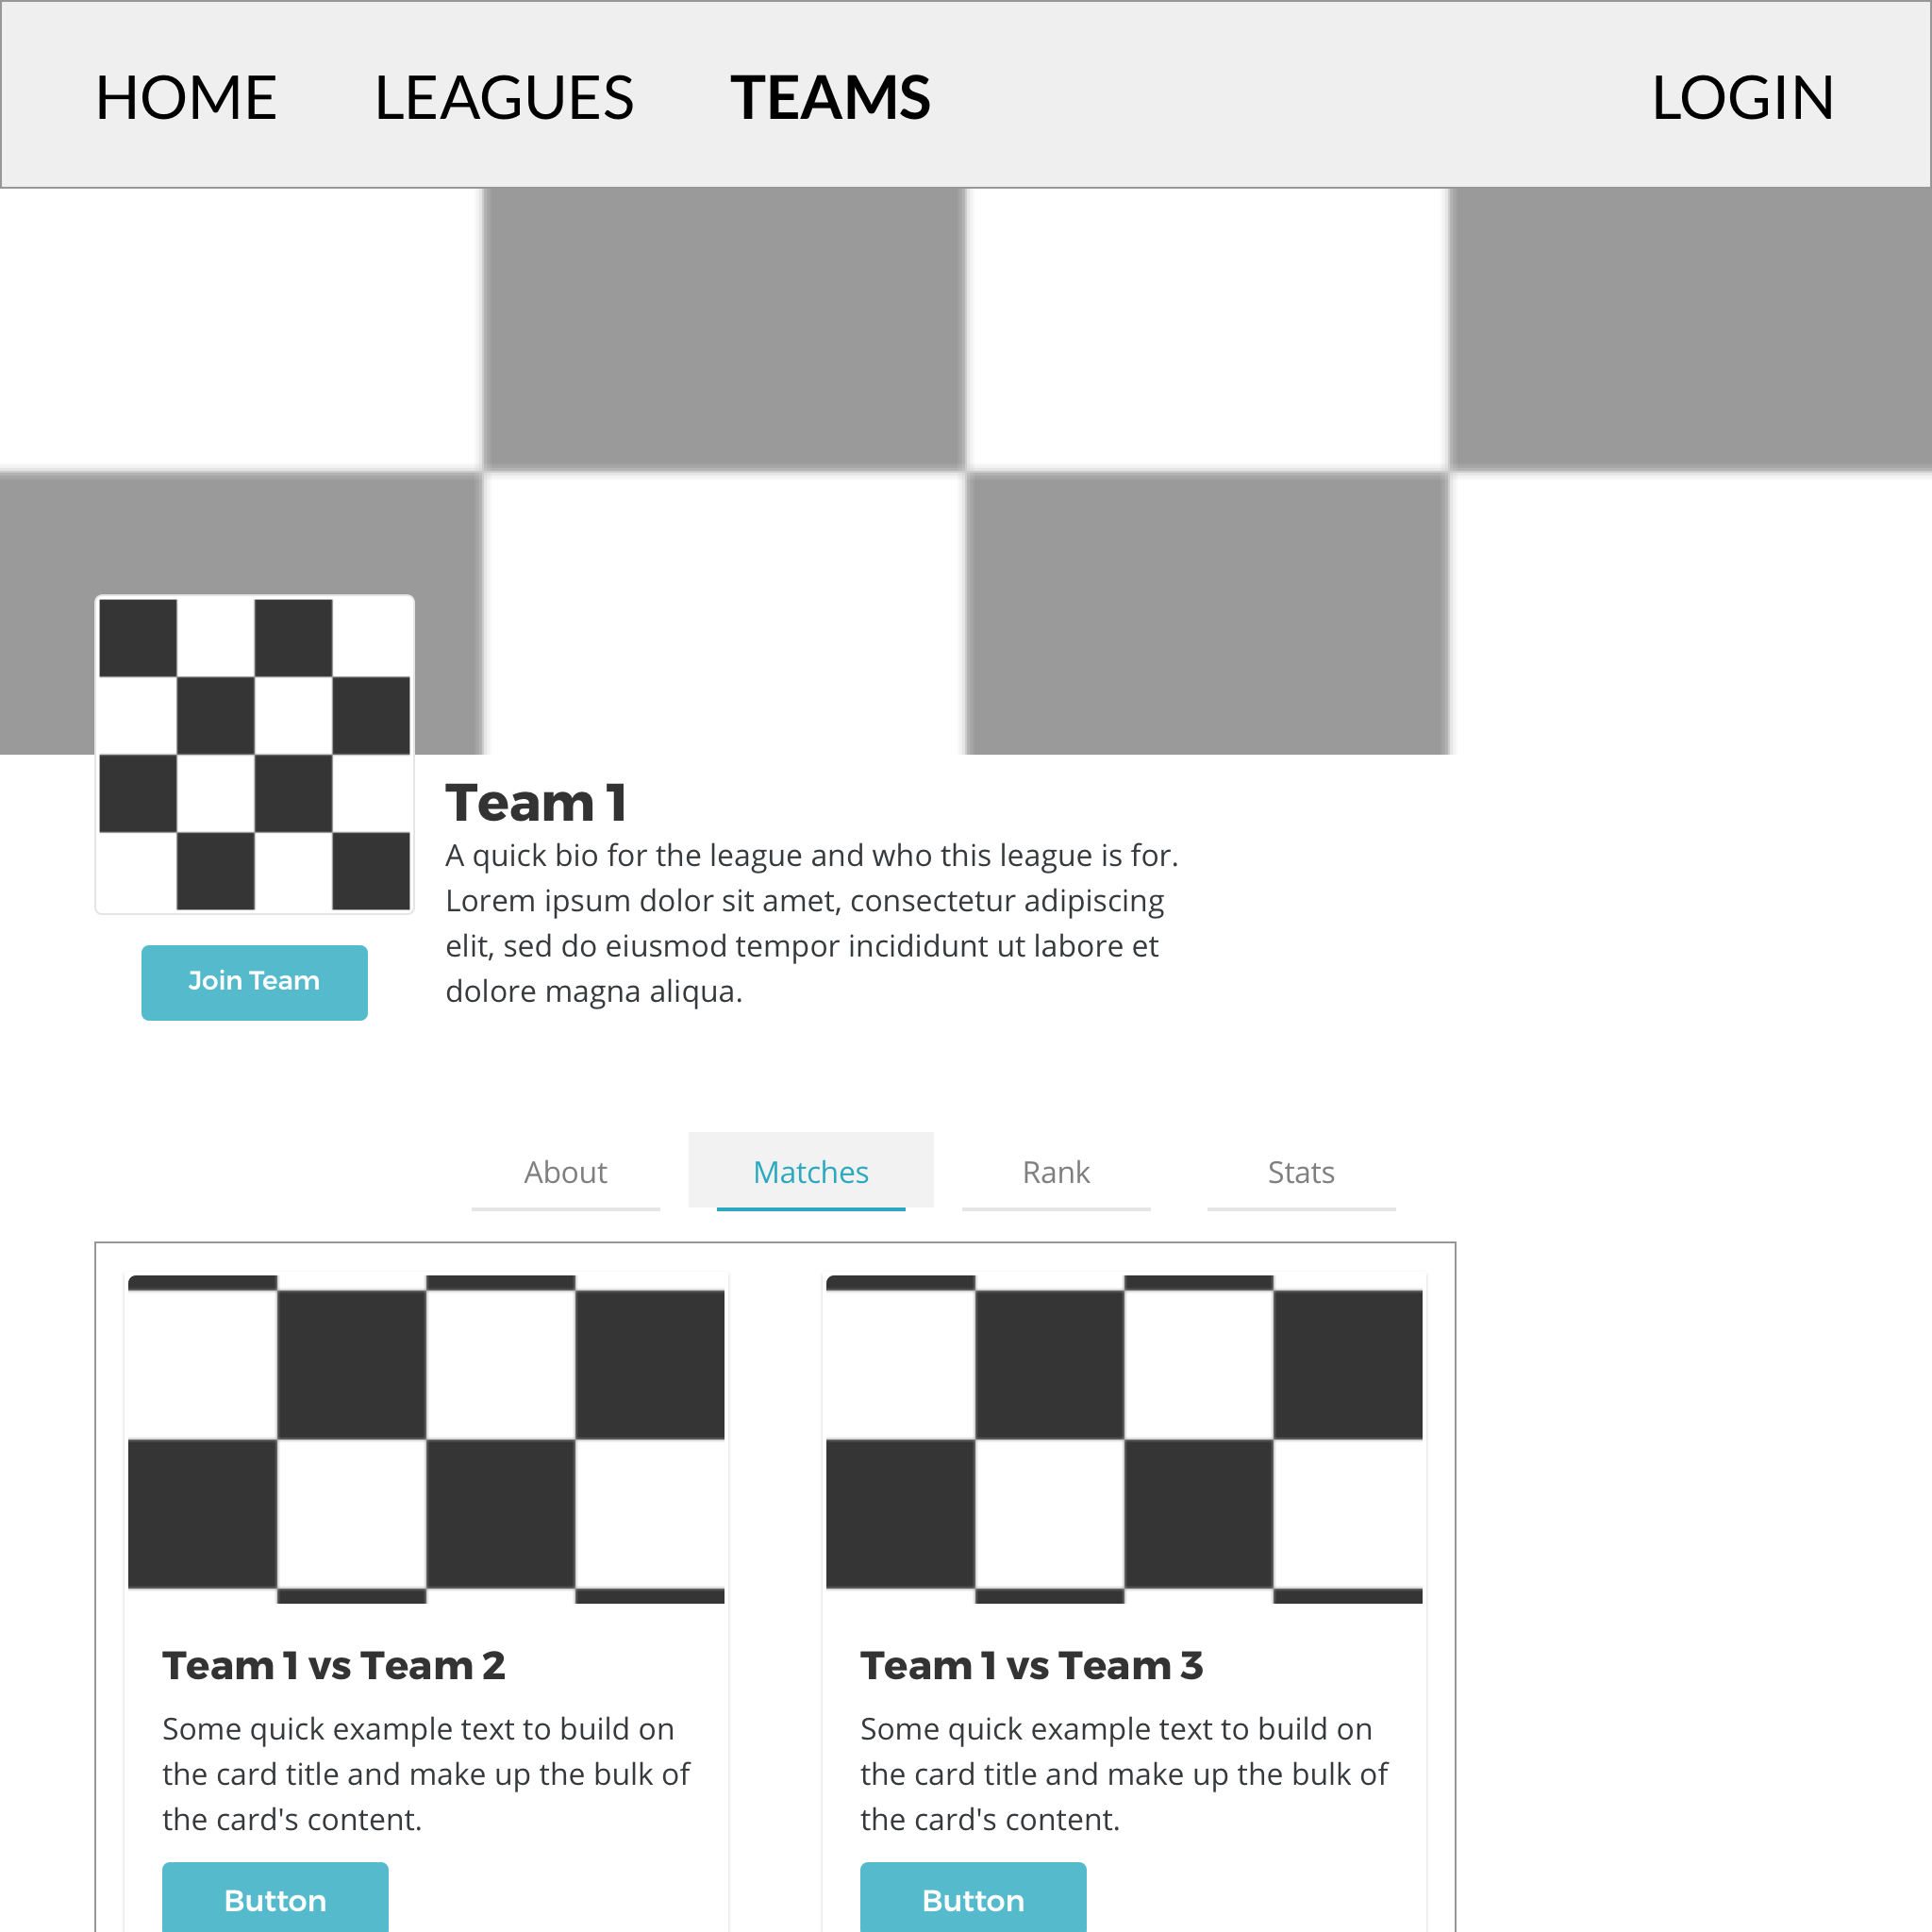 HOME LEAGUES TEAMS LOGIN
Team 1
A quick bio for the league and who this league is for.
Lorem ipsum dolor sit amet, consectetur adipiscing
elit, sed do eiusmod tempor incididunt ut labore et
dolore magna aliqua.
Join Team
About Matches Rank Stats
Team 1 vs Team 2
Some quick example text to build on
the card title and make up the bulk of
the card's content.
Button
Team 1 vs Team 3
Some quick example text to build on
the card title and make up the bulk of
the card's content.
Button